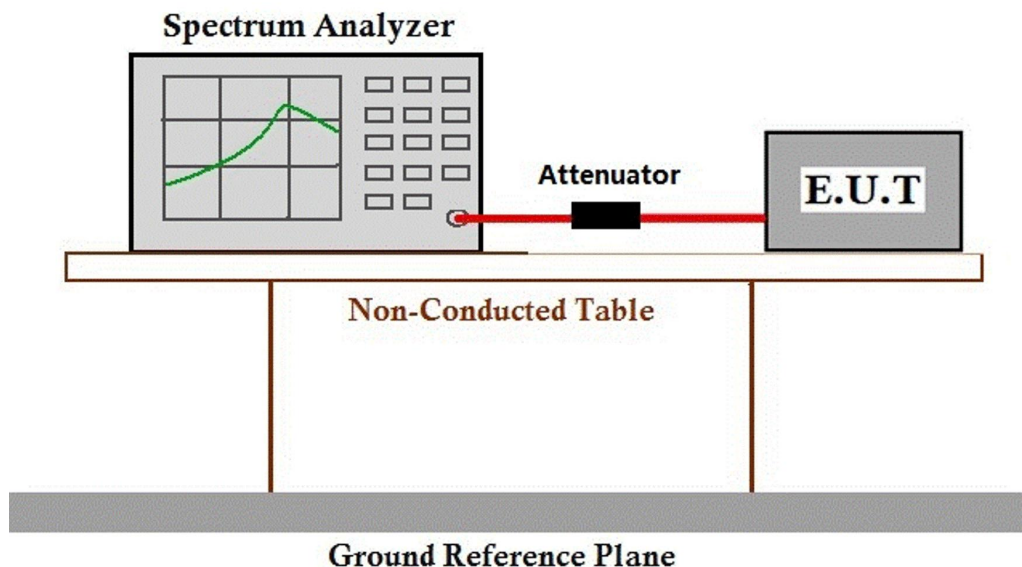 Spectrum Analyzer
Attenuator
E.U.T
Non-Conducted Table
Ground Reference Plane